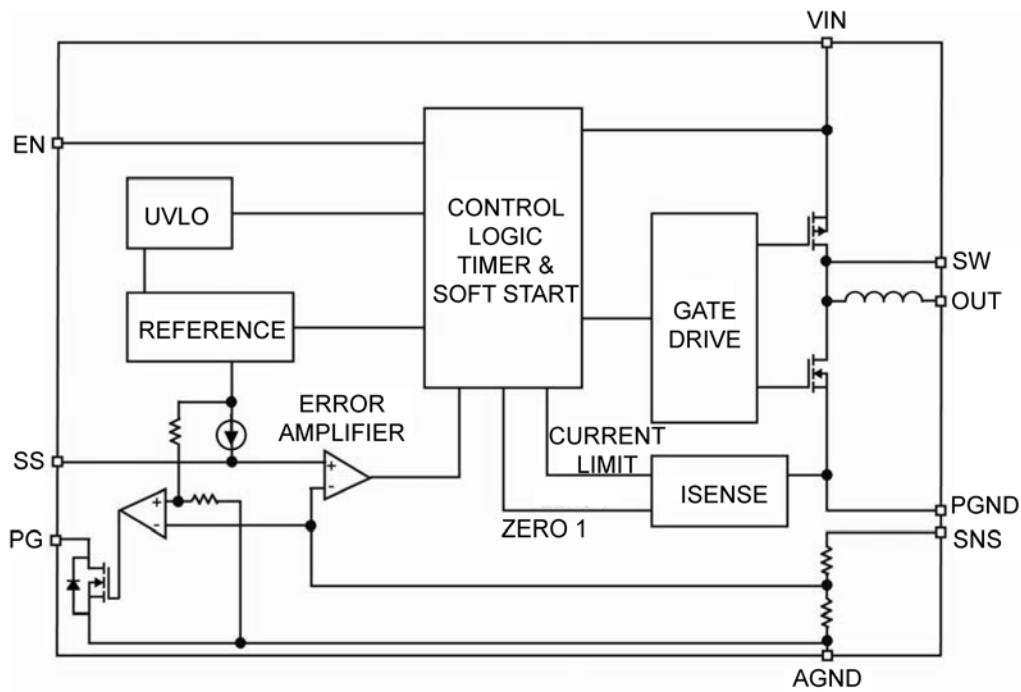 VIN
EN
UVLO
CONTROL
LOGIC
TIMER &
SOFT START
SW
OUT
GATE
DRIVE
REFERENCE
ERROR
AMPLIFIER
+
-
CURRENT
LIMIT
SS
ISENSE
+
-
ZERO 1
PGND
PG
SNS
AGND